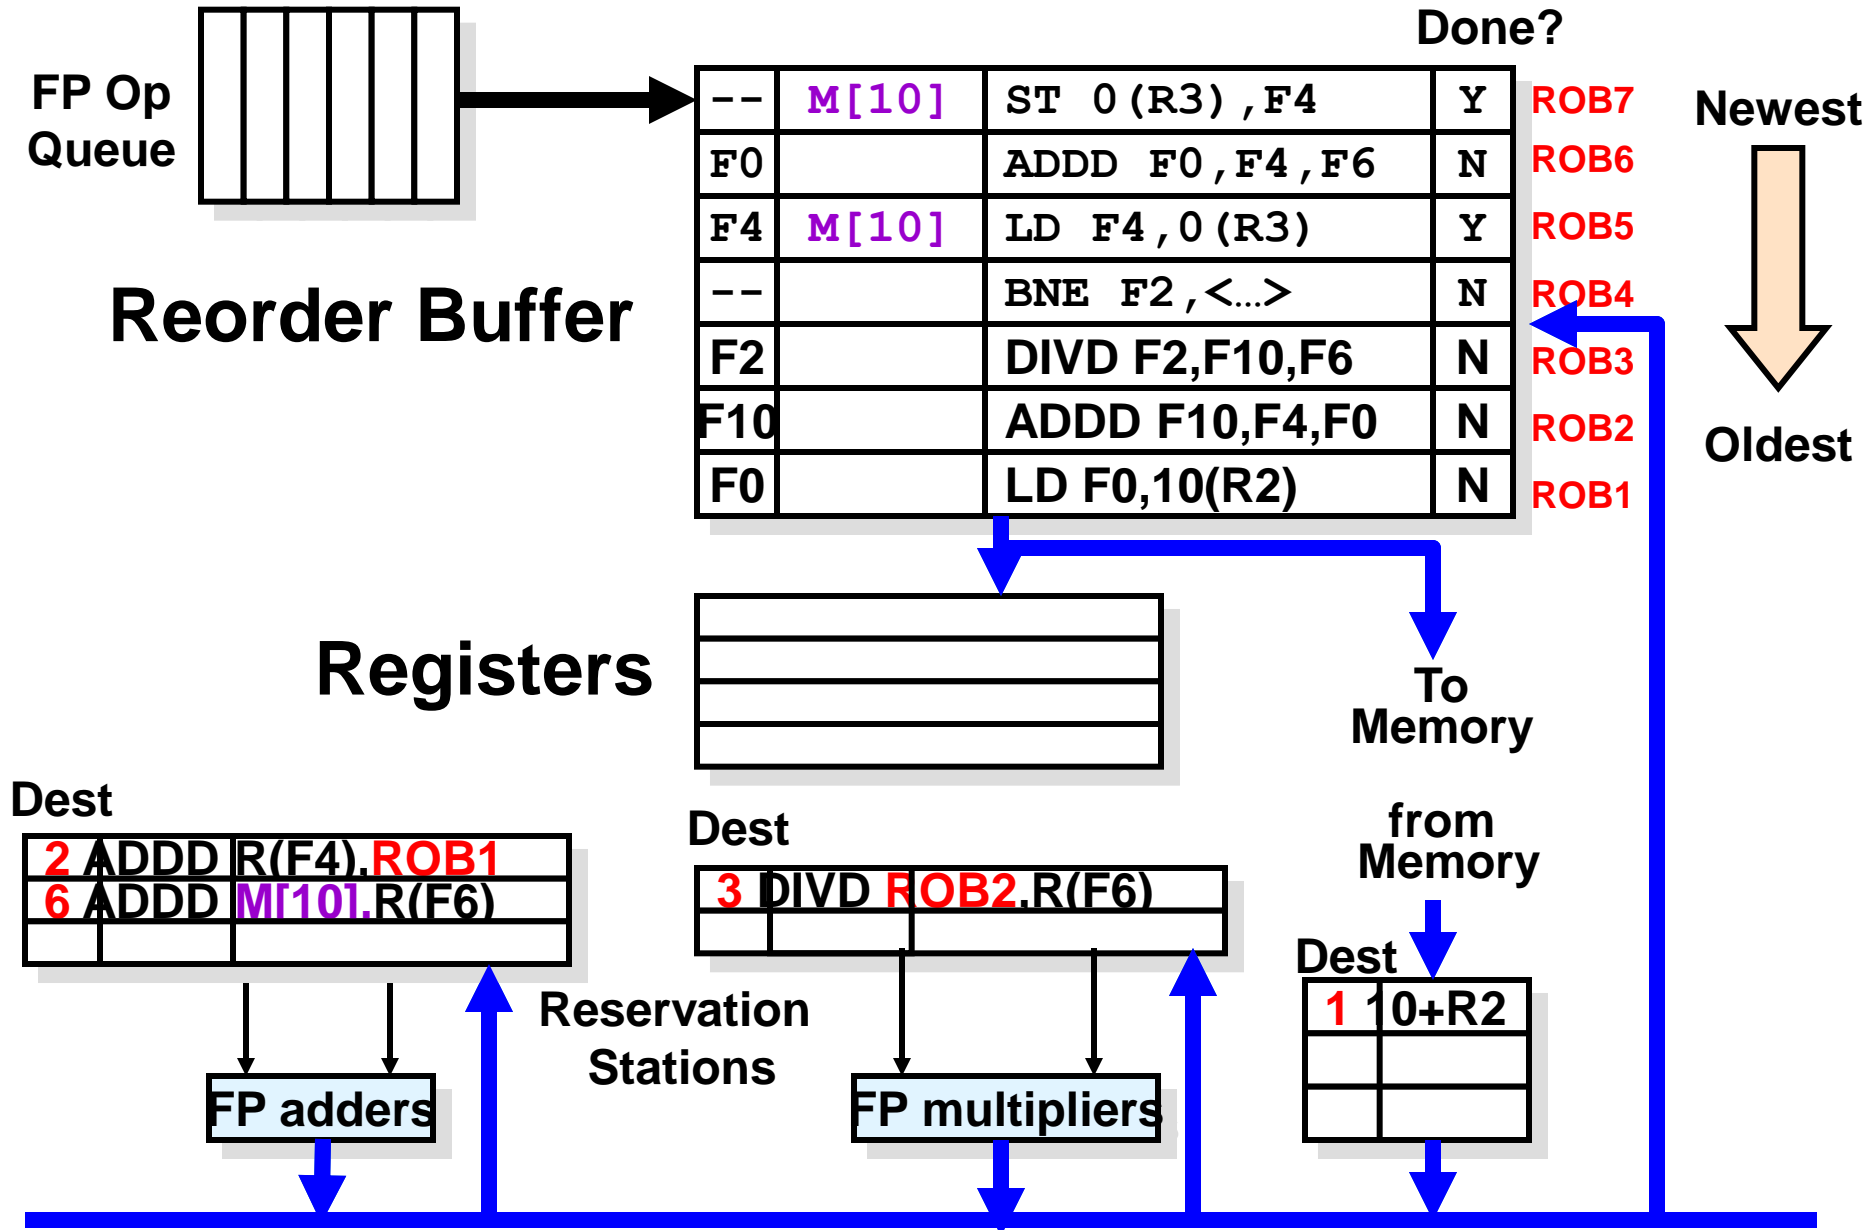 Done?
FP Op
Queue
-- M[10] ST 0(R3),F4 Y ROB7
F0 ADDD F0,F4,F6 N ROB6
F4 M[10] LD F4,0(R3) Y ROB5
-- BNE F2,<…> N ROB4
F2 DIVD F2,F10,F6 N ROB3
F10 ADDD F10,F4,F0 N ROB2
F0 LD F0,10(R2) N ROB1
Newest
Oldest
Reorder Buffer
Registers
To
Memory
from
Memory
Dest
2 ADDD R(F4),ROB1
6 ADDD M[10],R(F6)
Dest
3 DIVD ROB2,R(F6)
Dest
1 10+R2
Reservation
Stations
FP adders
FP multipliers